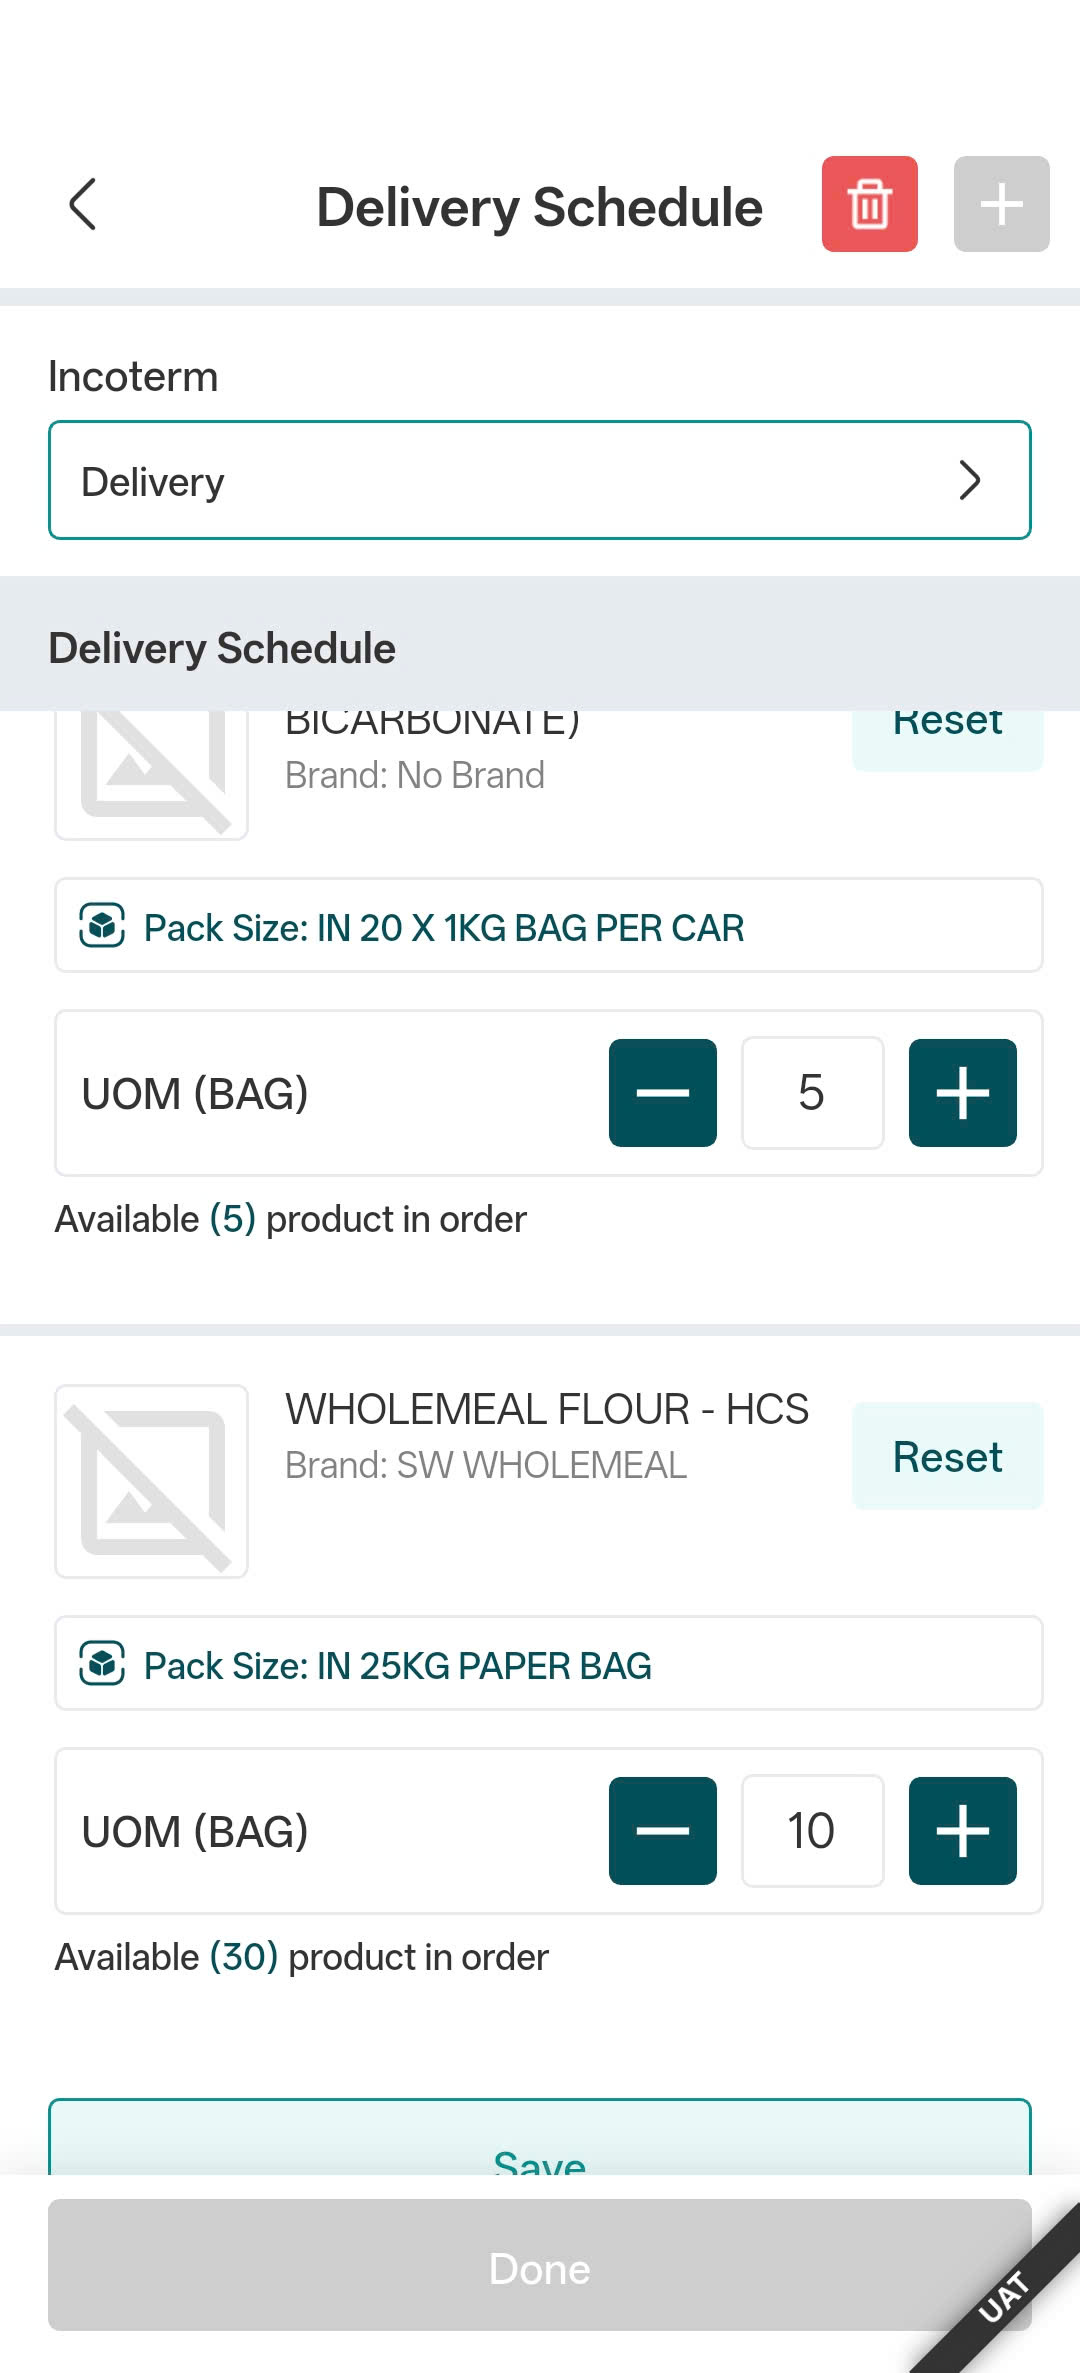 Delivery Schedule
Incoterm
Delivery
Delivery Schedule
BICARBONATE)
Reset
Brand: No Brand
Pack Size: IN 20 X 1KG BAG PER CAR
UOM (BAG)
5
Available (5) product in order
WHOLEMEAL FLOUR - HCS
Brand: SW WHOLEMEAL
Reset
Pack Size: IN 25KG PAPER BAG
UOM (BAG)
10
Available (30) product in order
Save
Done
UAT